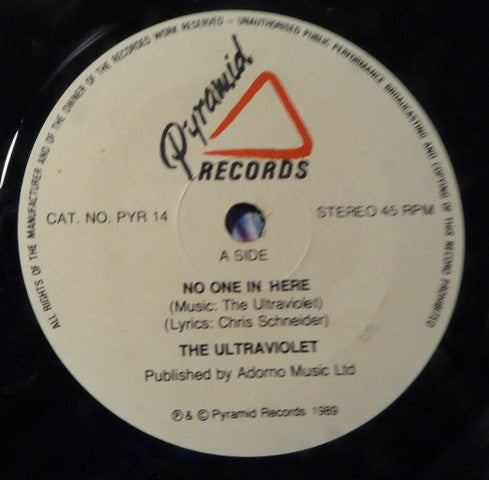 ALL RIGHTS OF THE MANUFACTURER AND OF THE OWNER OF THE RECORDED WORK RESERVED – UNAUTHORISED PUBLIC PERFORMANCE BROADCASTING AND COPYING OF THIS RECORD PROHIBITED
Pyramid
RECORDS
CAT. NO. PYR 14
STEREO 45 RPM
A SIDE
NO ONE IN HERE
(Music: The Ultraviolet)
(Lyrics: Chris Schneider)
THE ULTRAVIOLET
Published by Adorno Music Ltd
℗ & © Pyramid Records 1989